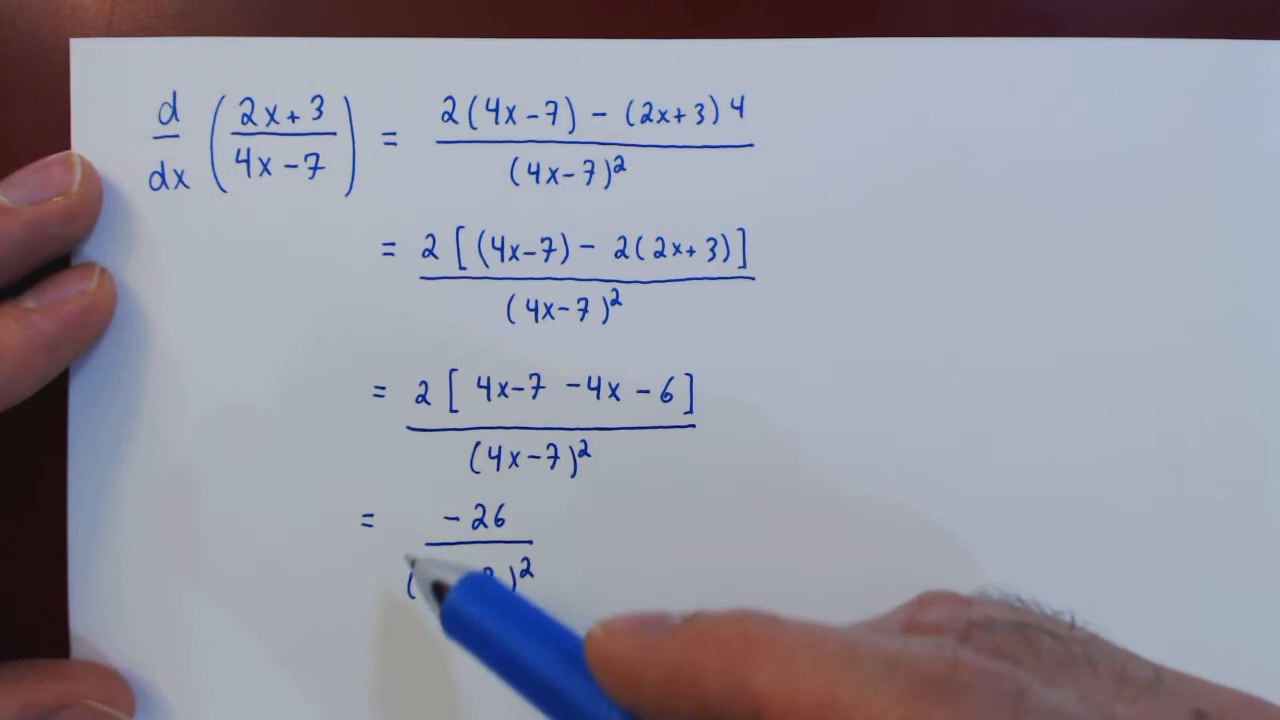 d/dx ( (2x+3)/(4x-7) ) = (2(4x-7) - (2x+3)4)/(4x-7)²
= (2[(4x-7) - 2(2x+3)])/(4x-7)²
= (2[4x-7 -4x -6])/(4x-7)²
= -26/( )²